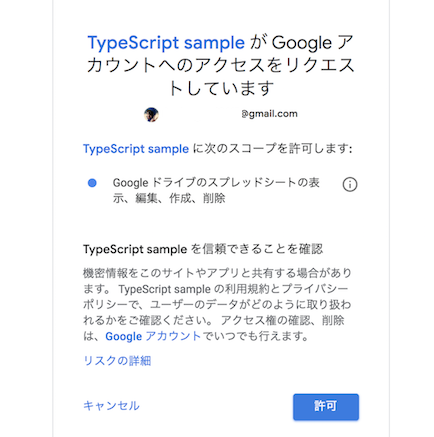 TypeScript sample が Google ア
カウントへのアクセスをリクエス
トしています
@gmail.com
TypeScript sample に次のスコープを許可します:
Google ドライブのスプレッドシートの表
示、編集、作成、削除
TypeScript sample を信頼できることを確認
機密情報をこのサイトやアプリと共有する場合があり
ます。 TypeScript sample の利用規約とプライバシー
ポリシーで、ユーザーのデータがどのように取り扱わ
れるかをご確認ください。 アクセス権の確認、削除
は、Google アカウントでいつでも行えます。
リスクの詳細
キャンセル
許可